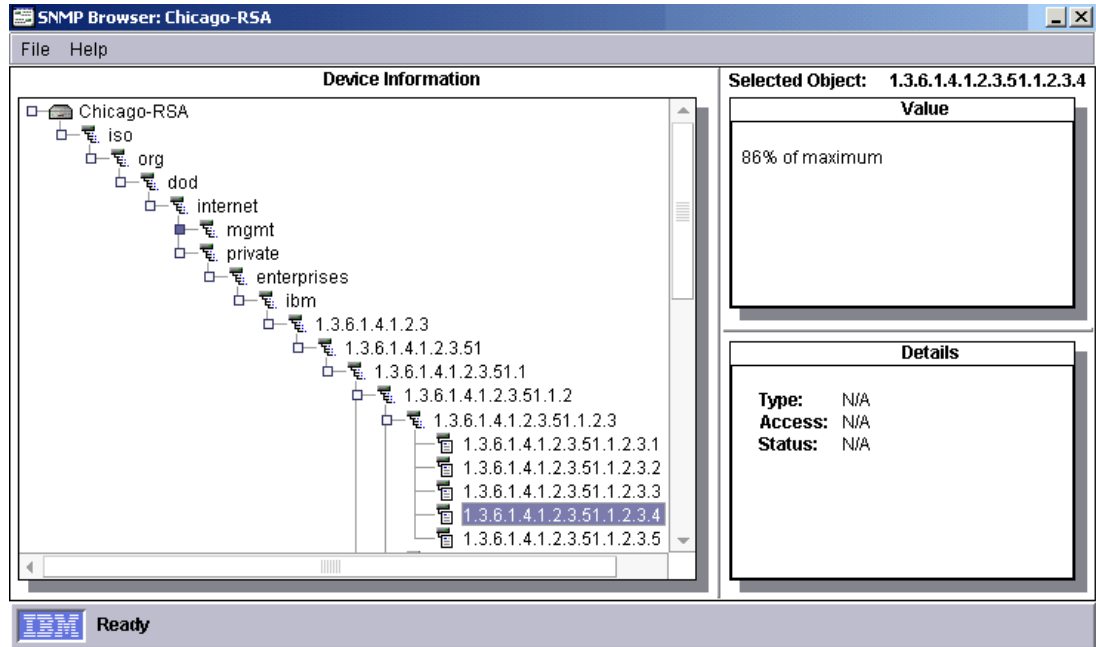 SNMP Browser: Chicago-RSA
File Help
Device Information
Chicago-RSA
iso
org
dod
internet
mgmt
private
enterprises
ibm
1.3.6.1.4.1.2.3
1.3.6.1.4.1.2.3.51
1.3.6.1.4.1.2.3.51.1
1.3.6.1.4.1.2.3.51.1.2
1.3.6.1.4.1.2.3.51.1.2.3
1.3.6.1.4.1.2.3.51.1.2.3.1
1.3.6.1.4.1.2.3.51.1.2.3.2
1.3.6.1.4.1.2.3.51.1.2.3.3
1.3.6.1.4.1.2.3.51.1.2.3.4
1.3.6.1.4.1.2.3.51.1.2.3.5
Selected Object: 1.3.6.1.4.1.2.3.51.1.2.3.4
Value
86% of maximum
Details
Type: N/A
Access: N/A
Status: N/A
IBM Ready